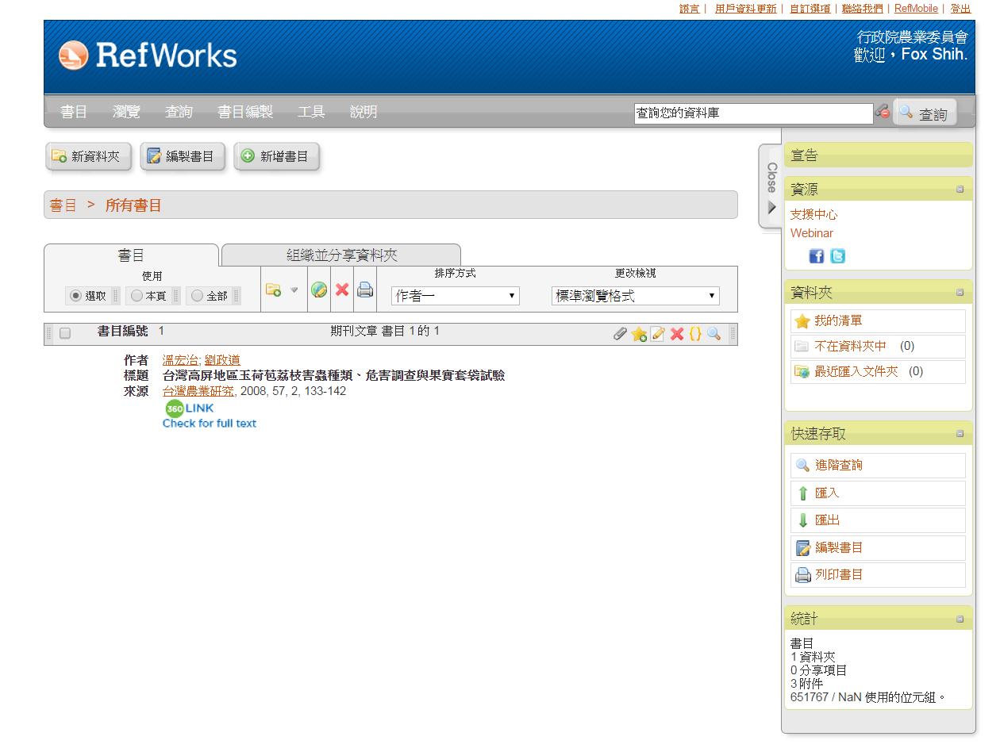 語言 | 用戶資料更新 | 自訂選項 | 聯絡我們 | RefMobile | 登出
RefWorks
行政院農業委員會
歡迎，Fox Shih.
書目 瀏覽 查詢 書目編製 工具 說明
查詢您的資料庫
查詢
新資料夾 編製書目 新增書目
書目 > 所有書目
書目 組織並分享資料夾
使用
選取 本頁 全部
排序方式
作者一
更改檢視
標準瀏覽格式
書目編號 1 期刊文章 書目 1 的 1
作者 溫宏治; 劉政道
標題 台灣高屏地區玉荷苞荔枝害蟲種類、危害調查與果實套袋試驗
來源 台灣農業研究, 2008, 57, 2, 133-142
360 LINK
Check for full text
Close
宣告
資源
支援中心
Webinar
資料夾
我的清單
不在資料夾中 (0)
最近匯入文件夾 (0)
快速存取
進階查詢
匯入
匯出
編製書目
列印書目
統計
書目
1 資料夾
0 分享項目
3 附件
651767 / NaN 使用的位元組。